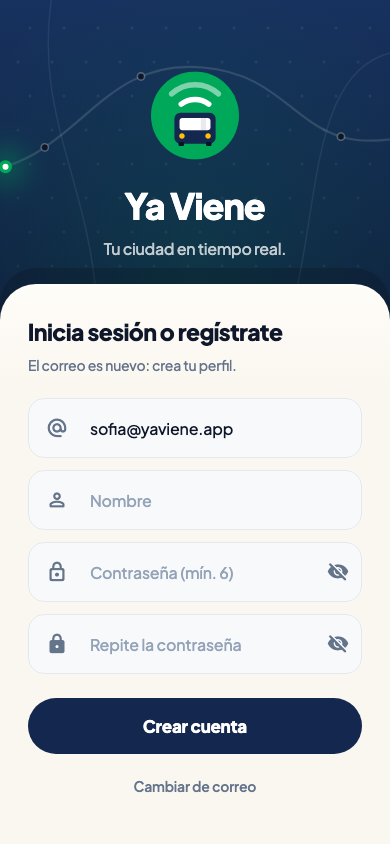 Ya Viene
Tu ciudad en tiempo real.
Inicia sesión o regístrate
El correo es nuevo: crea tu perfil.
sofia@yaviene.app
Nombre
Contraseña (mín. 6)
Repite la contraseña
Crear cuenta
Cambiar de correo